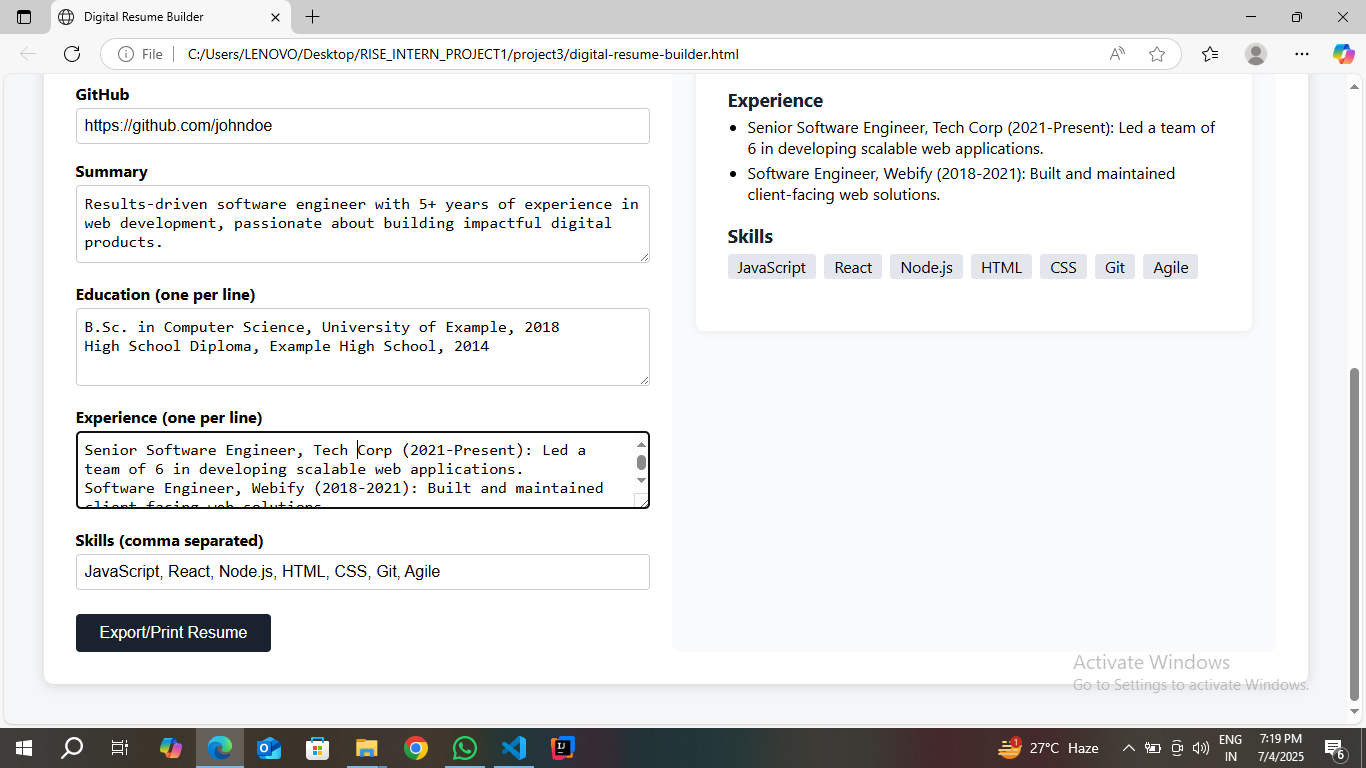 Digital Resume Builder
File
C:/Users/LENOVO/Desktop/RISE_INTERN_PROJECT1/project3/digital-resume-builder.html
GitHub
https://github.com/johndoe
Summary
Results-driven software engineer with 5+ years of experience in
web development, passionate about building impactful digital
products.
Education (one per line)
B.Sc. in Computer Science, University of Example, 2018
High School Diploma, Example High School, 2014
Experience (one per line)
Senior Software Engineer, Tech Corp (2021-Present): Led a
team of 6 in developing scalable web applications.
Software Engineer, Webify (2018-2021): Built and maintained
client-facing web solutions.
Skills (comma separated)
JavaScript, React, Node.js, HTML, CSS, Git, Agile
Export/Print Resume
Experience
• Senior Software Engineer, Tech Corp (2021-Present): Led a team of
6 in developing scalable web applications.
• Software Engineer, Webify (2018-2021): Built and maintained
client-facing web solutions.
Skills
JavaScript React Node.js HTML CSS Git Agile
Activate Windows
Go to Settings to activate Windows.
1
27°C Haze
ENG
IN
7:19 PM
7/4/2025
6